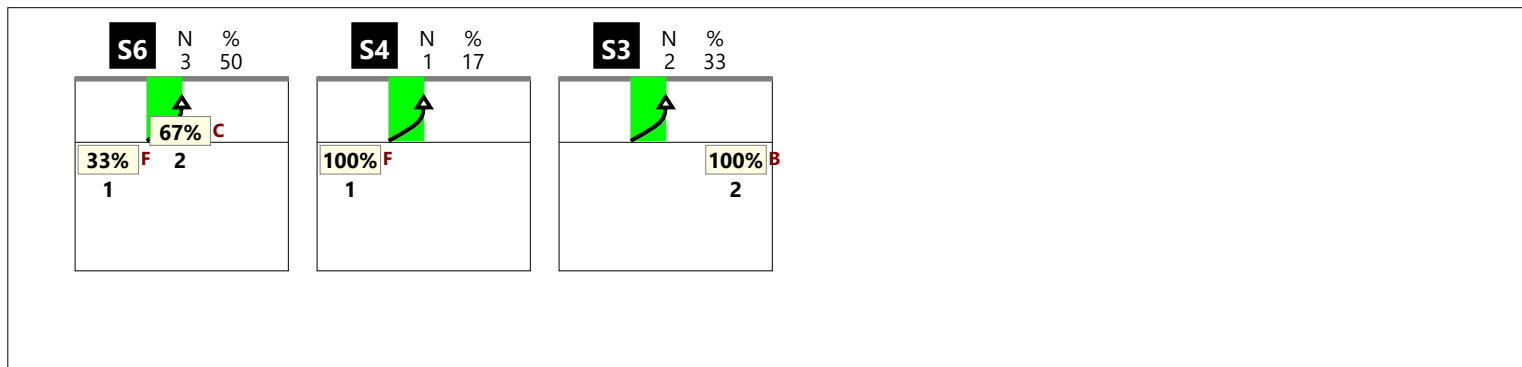 S6 N % S4 N % S3 N %
3 50 1 17 2 33
67% C
33% F 2 100% F 100% B
1 1 2